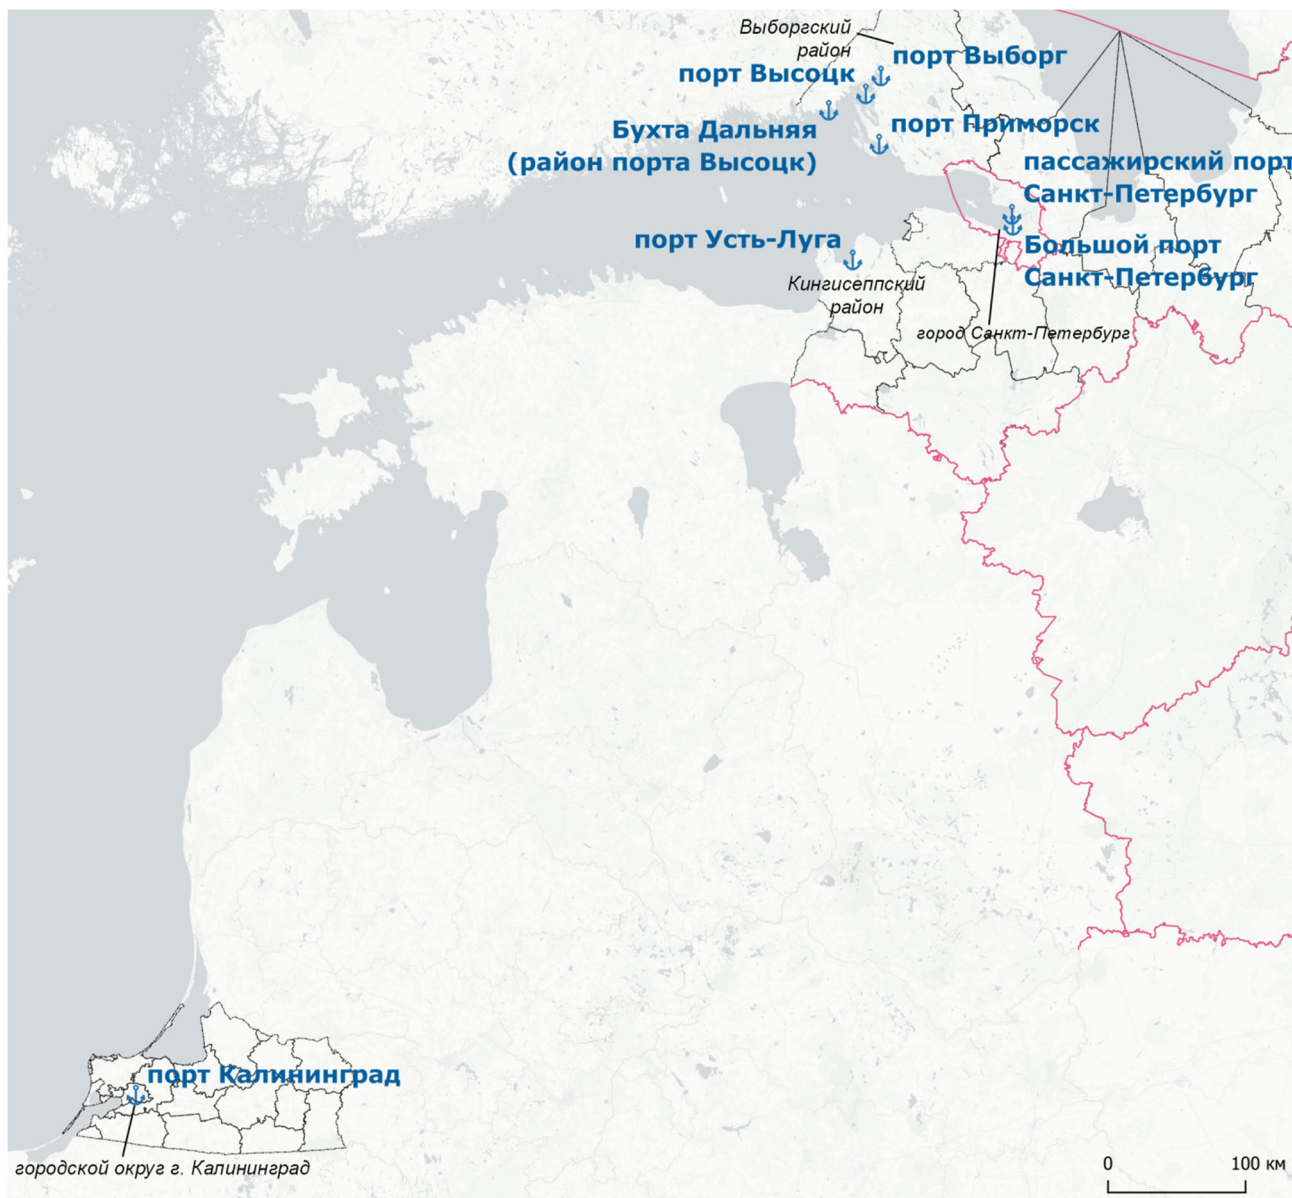 Выборгский
район
порт Выборг
порт Высоцк
Бухта Дальняя
(район порта Высоцк)
порт Приморск
пассажирский порт
Санкт-Петербург
порт Усть-Луга
Большой порт
Санкт-Петербург
Кингисеппский
район
город Санкт-Петербург
порт Калининград
городской округ г. Калининград
0 100 км